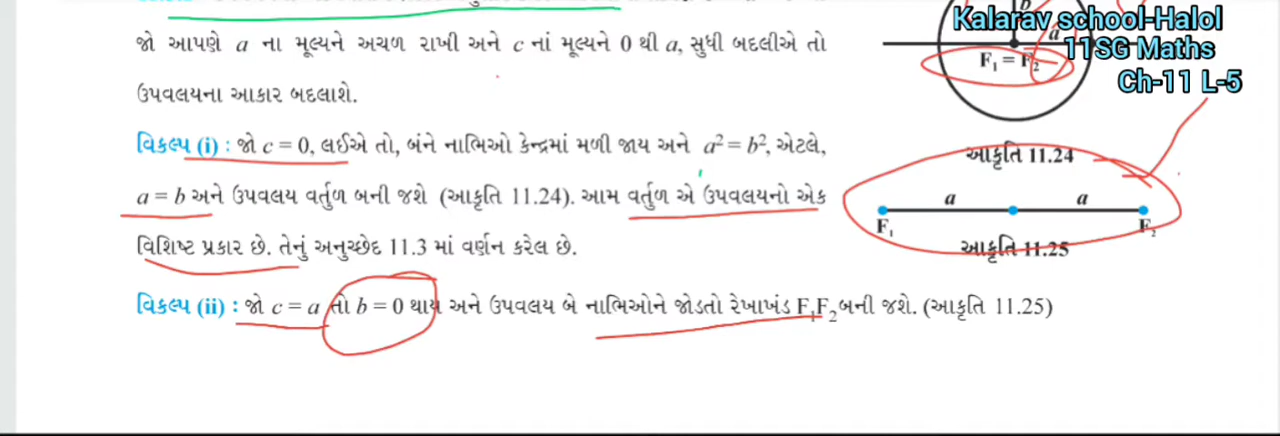 જો આપણે a ના મૂલ્યને અચળ રાખી અને c નાં મૂલ્યને 0 થી a, સુધી બદલીએ તો
ઉપવલયના આકાર બદલાશે.
વિકલ્પ (i) : જો c = 0, લઈએ તો, બંને નાભિઓ કેન્દ્રમાં મળી જાય અને a² = b², એટલે,
a = b અને ઉપવલય વર્તુળ બની જશે (આકૃતિ 11.24). આમ વર્તુળ એ ઉપવલયનો એક
વિશિષ્ટ પ્રકાર છે. તેનું અનુચ્છેદ 11.3 માં વર્ણન કરેલ છે.
વિકલ્પ (ii) : જો c = a તો b = 0 થાય અને ઉપવલય બે નાભિઓને જોડતો રેખાખંડ F₁F₂ બની જશે. (આકૃતિ 11.25)
Kalarav school-Halol
11SG Maths
Ch-11 L-5
b
a
F₁ = F₂
આકૃતિ 11.24
a a
F₁ F₂
આકૃતિ 11.25